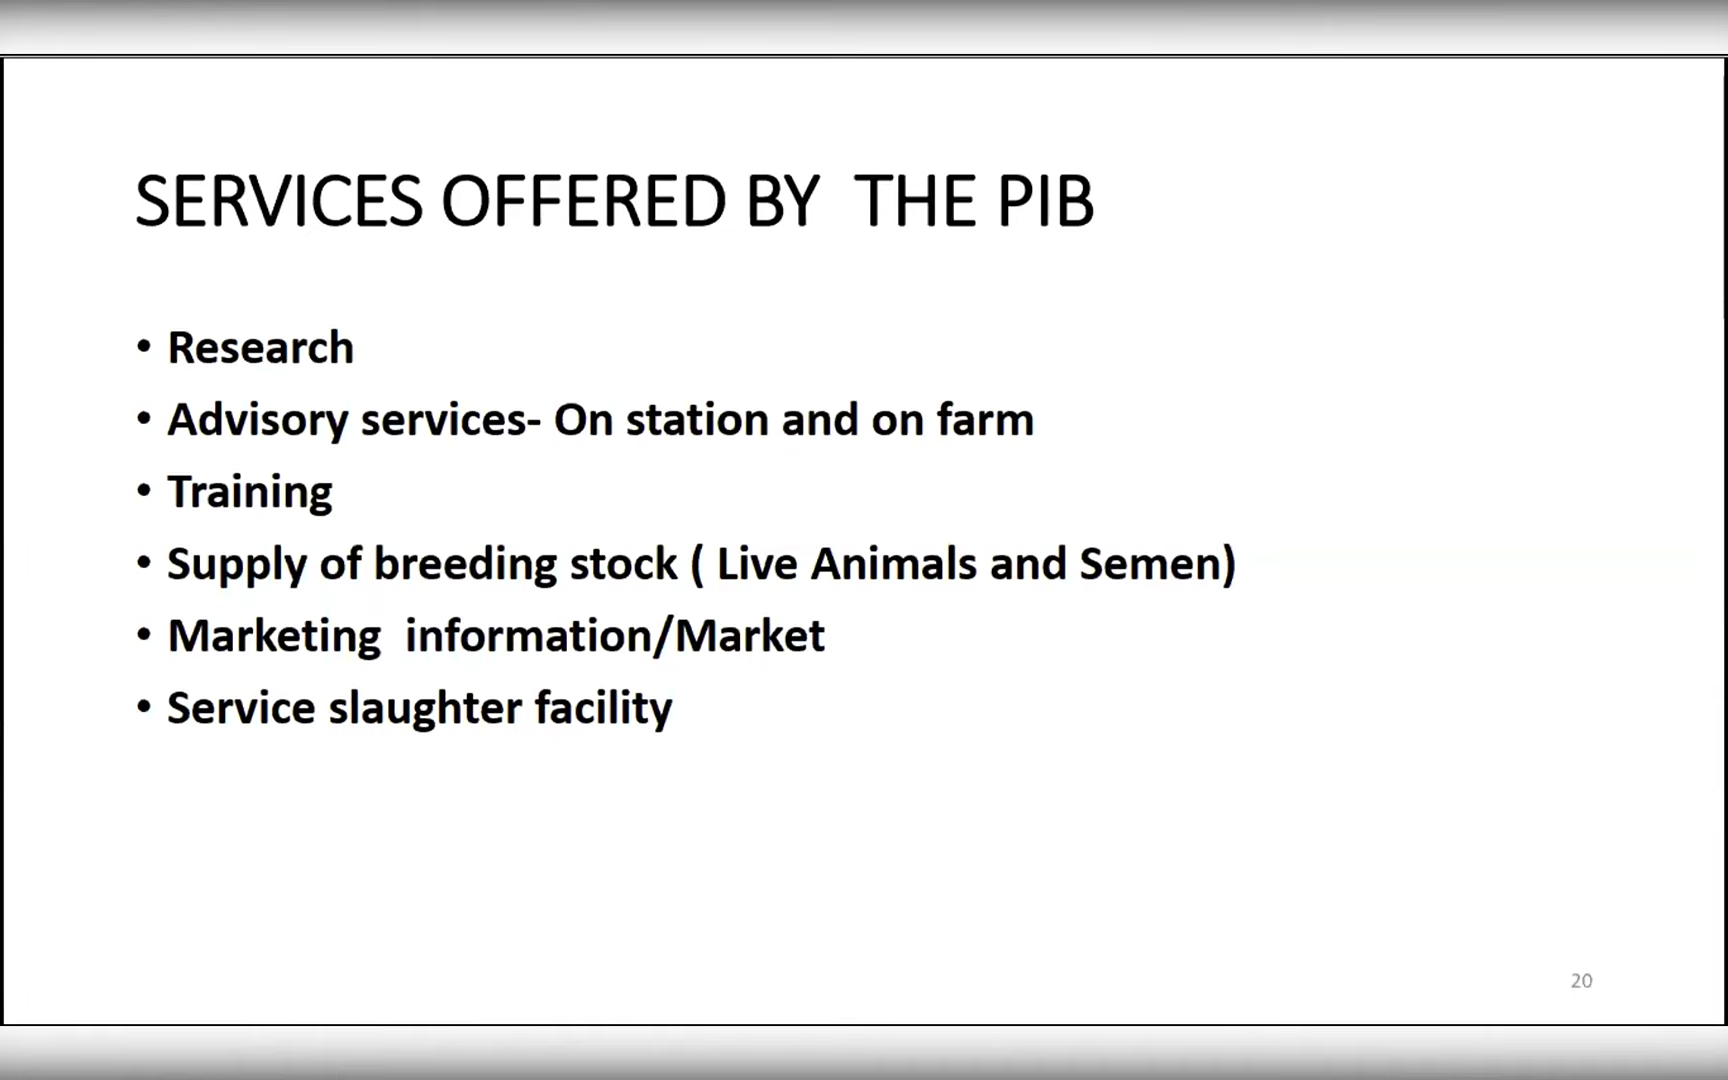 SERVICES OFFERED BY  THE PIB
• Research
• Advisory services- On station and on farm
• Training
• Supply of breeding stock ( Live Animals and Semen)
• Marketing  information/Market
• Service slaughter facility
20